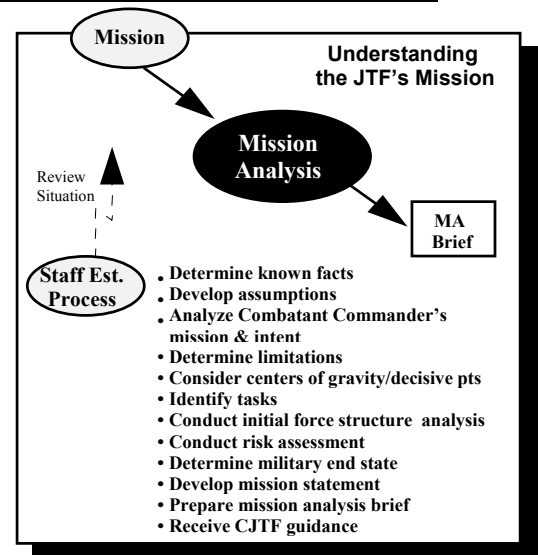 Mission
Understanding
the JTF's Mission
Mission
Analysis
Review
Situation
MA
Brief
Staff Est.
Process
• Determine known facts
• Develop assumptions
• Analyze Combatant Commander's
mission & intent
• Determine limitations
• Consider centers of gravity/decisive pts
• Identify tasks
• Conduct initial force structure analysis
• Conduct risk assessment
• Determine military end state
• Develop mission statement
• Prepare mission analysis brief
• Receive CJTF guidance